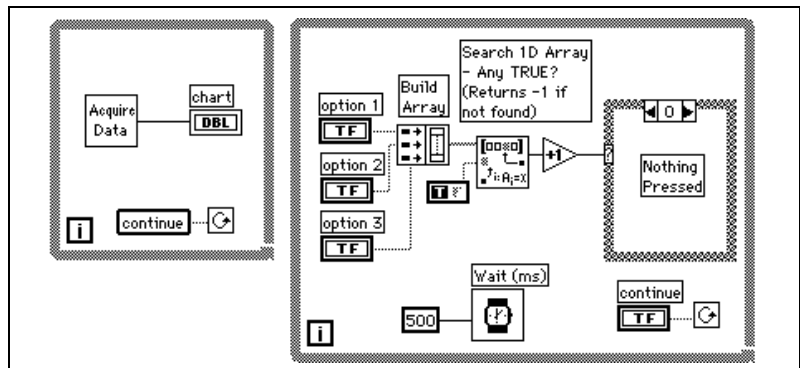 Acquire
Data
chart
DBL
continue
i
option 1
TF
option 2
TF
option 3
TF
Build
Array
Search 1D Array
- Any TRUE?
(Returns -1 if
not found)
T
+1
?
0
Nothing
Pressed
Wait (ms)
500
i
continue
TF